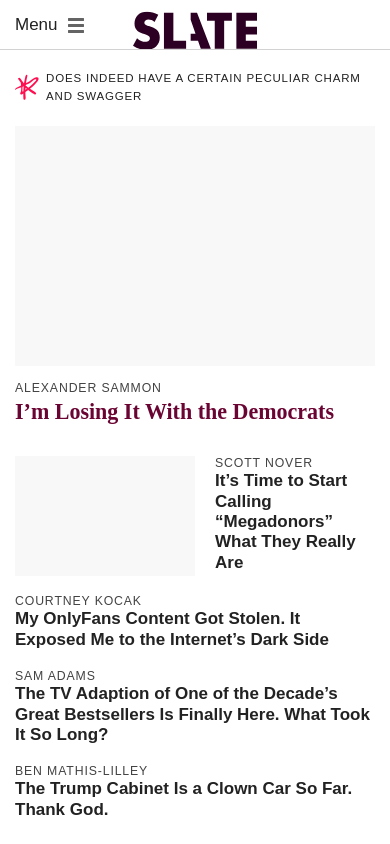 Menu
SLATE
DOES INDEED HAVE A CERTAIN PECULIAR CHARM
AND SWAGGER
ALEXANDER SAMMON
I’m Losing It With the Democrats
SCOTT NOVER
It’s Time to Start
Calling
“Megadonors”
What They Really
Are
COURTNEY KOCAK
My OnlyFans Content Got Stolen. It
Exposed Me to the Internet’s Dark Side
SAM ADAMS
The TV Adaption of One of the Decade’s
Great Bestsellers Is Finally Here. What Took
It So Long?
BEN MATHIS-LILLEY
The Trump Cabinet Is a Clown Car So Far.
Thank God.